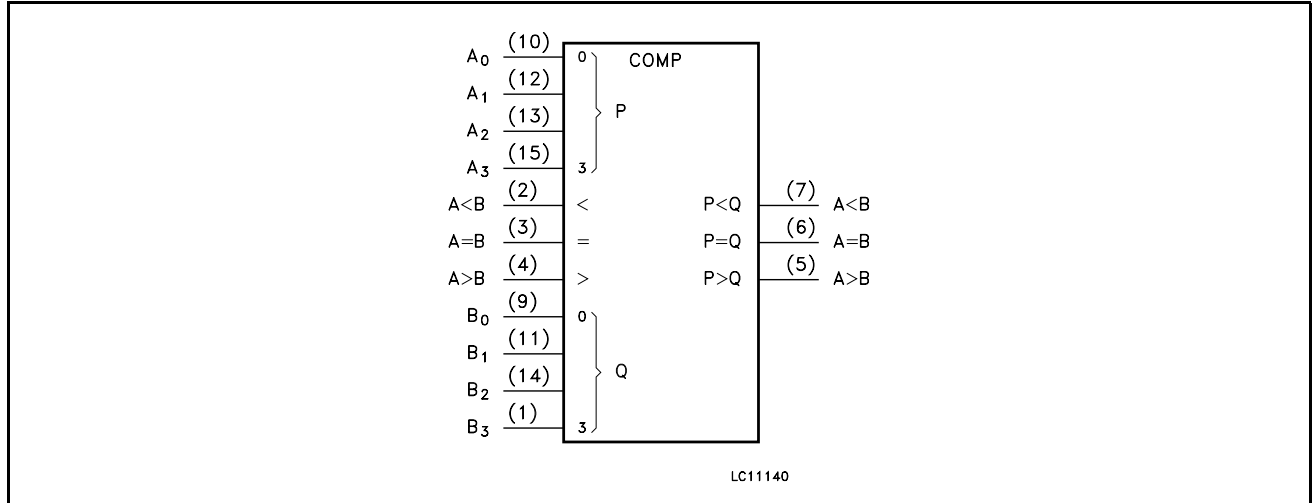 A0 (10) 0 COMP
A1 (12)
P
A2 (13)
A3 (15) 3
A<B (2) < P<Q (7) A<B
A=B (3) = P=Q (6) A=B
A>B (4) > P>Q (5) A>B
B0 (9) 0
B1 (11)
Q
B2 (14)
B3 (1) 3
LC11140